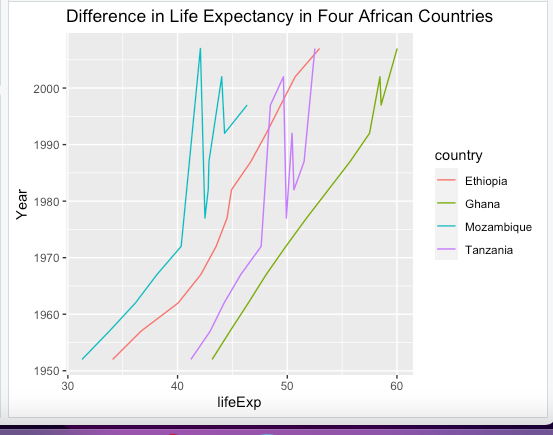 Difference in Life Expectancy in Four African Countries
2000
1990
1980
1970
1960
1950
Year
30
40
50
60
lifeExp
country
Ethiopia
Ghana
Mozambique
Tanzania